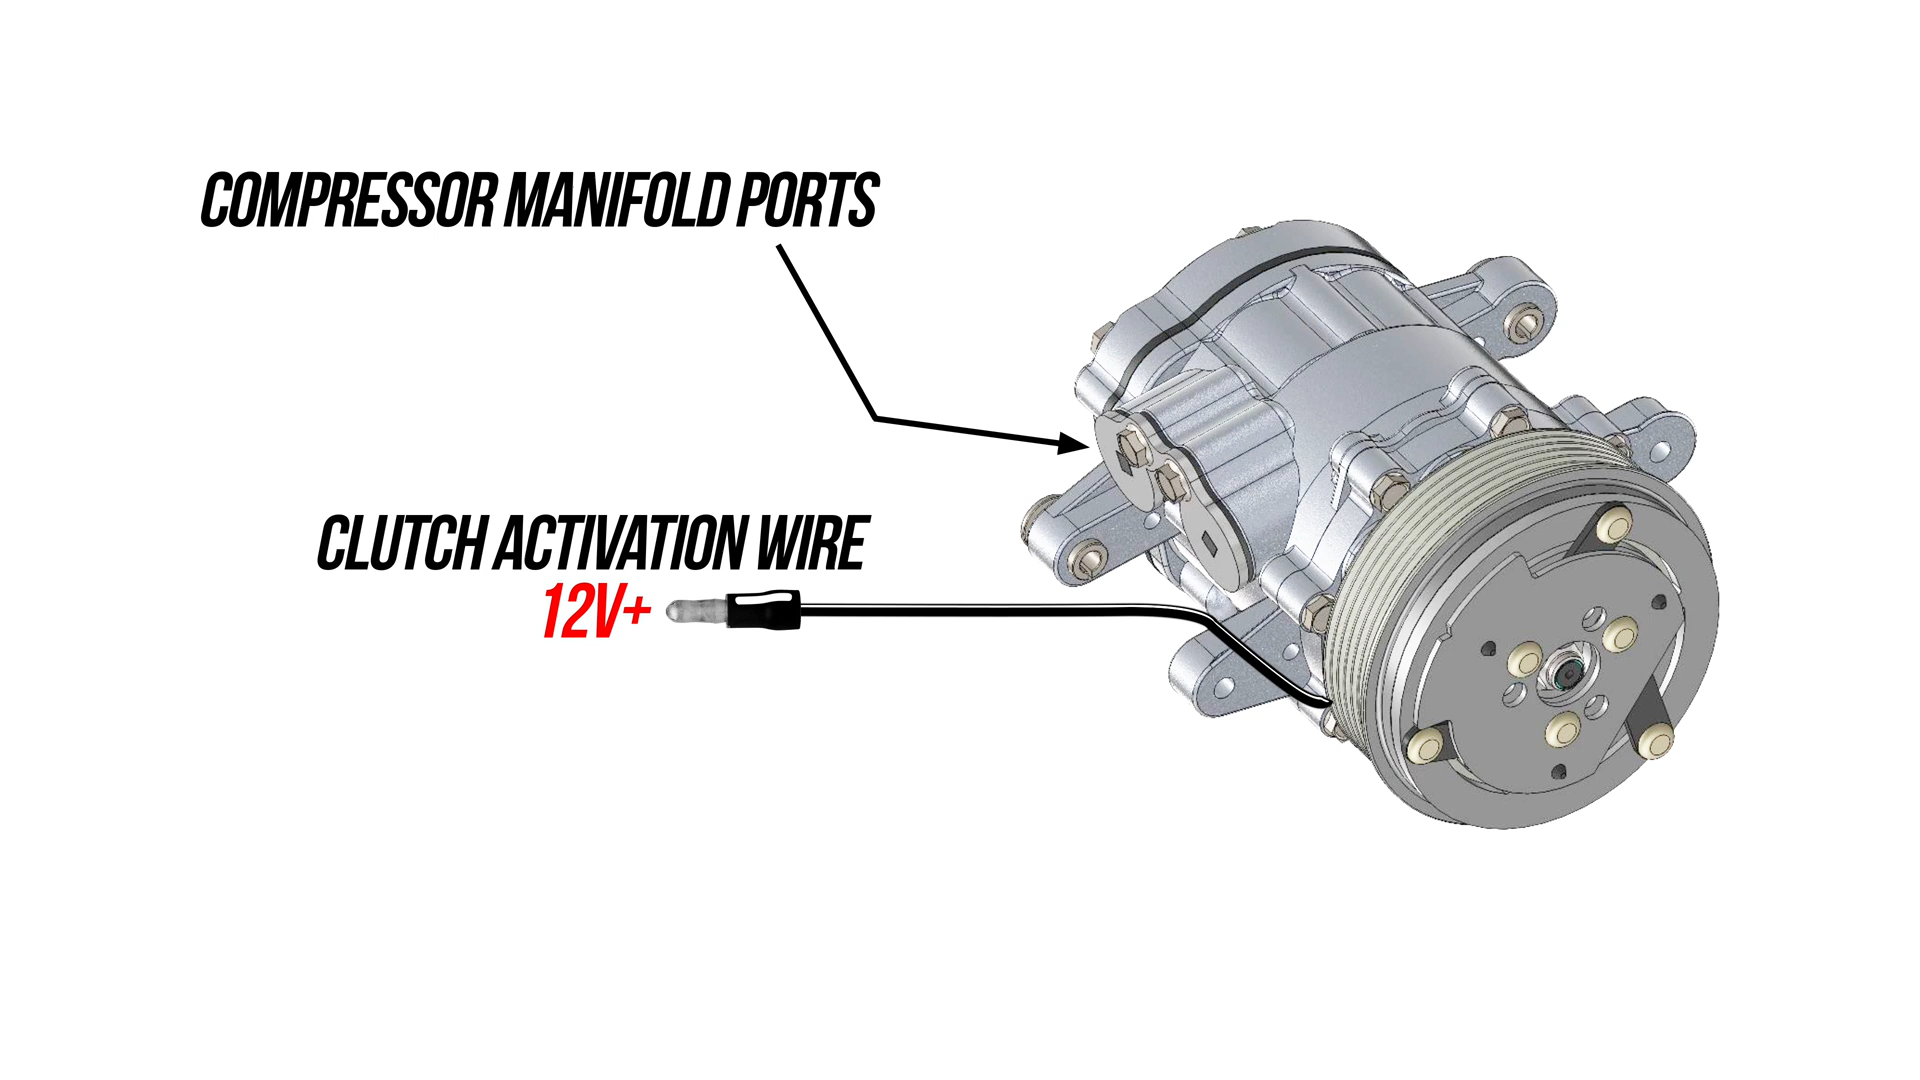 COMPRESSOR MANIFOLD PORTS
CLUTCH ACTIVATION WIRE
12V+